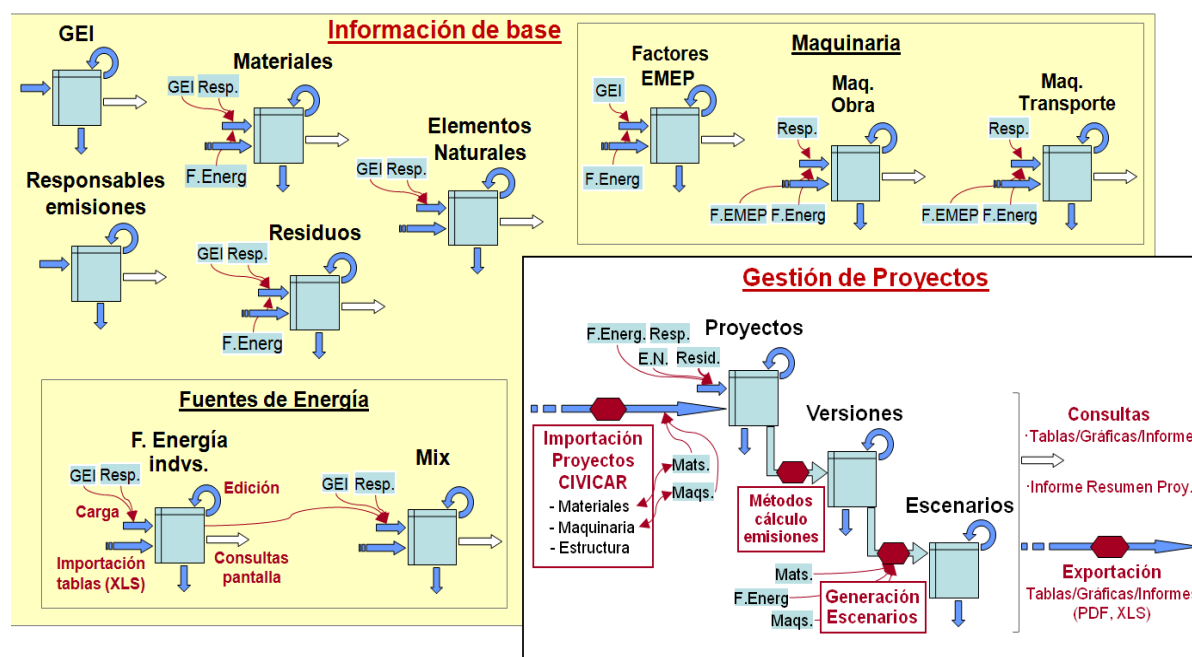 Información de base
GEI
Materiales
GEI Resp.
F.Energ
Elementos
Naturales
GEI Resp.
Responsables
emisiones
Residuos
GEI Resp.
F.Energ
Maquinaria
Factores
EMEP
GEI
F.Energ
Maq.
Obra
Resp.
F.EMEP F.Energ
Maq.
Transporte
Resp.
F.EMEP F.Energ
Fuentes de Energía
F. Energía
indvs.
GEI Resp.
Edición
Carga
Importación
tablas (XLS)
Consultas
pantalla
Mix
GEI Resp.
Gestión de Proyectos
Proyectos
F.Energ. Resp.
E.N. Resid.
Importación
Proyectos
CIVICAR
- Materiales
- Maquinaria
- Estructura
Mats.
Maqs.
Versiones
Métodos
cálculo
emisiones
Escenarios
Mats.
F.Energ
Maqs.
Generación
Escenarios
Consultas
·Tablas/Gráficas/Informe
·Informe Resumen Proy.
Exportación
Tablas/Gráficas/Informes
(PDF, XLS)